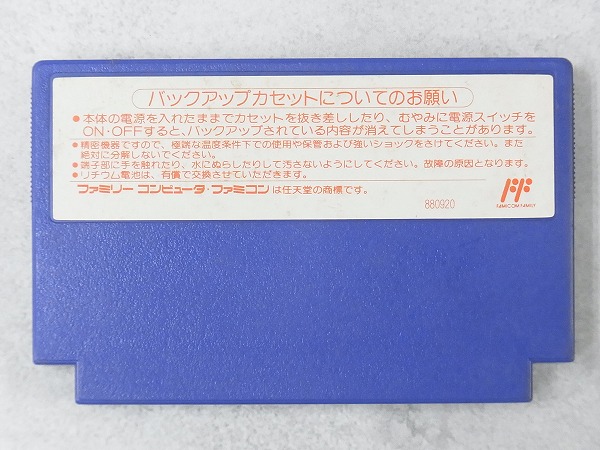 バックアップカセットについてのお願い
●本体の電源を入れたままでカセットを抜き差ししたり、むやみに電源スイッチを
ON・OFFすると、バックアップされている内容が消えてしまうことがあります。
●精密機器ですので、極端な温度条件下での使用や保管および強いショックをさけてください。また
絶対に分解しないでください。
●端子部に手を触れたり、水にぬらしたりして汚さないようにしてください。故障の原因となります。
●リチウム電池は、有償で交換させていただきます。
ファミリー コンピュータ・ファミコンは任天堂の商標です。
880920
FAMICOM FAMILY